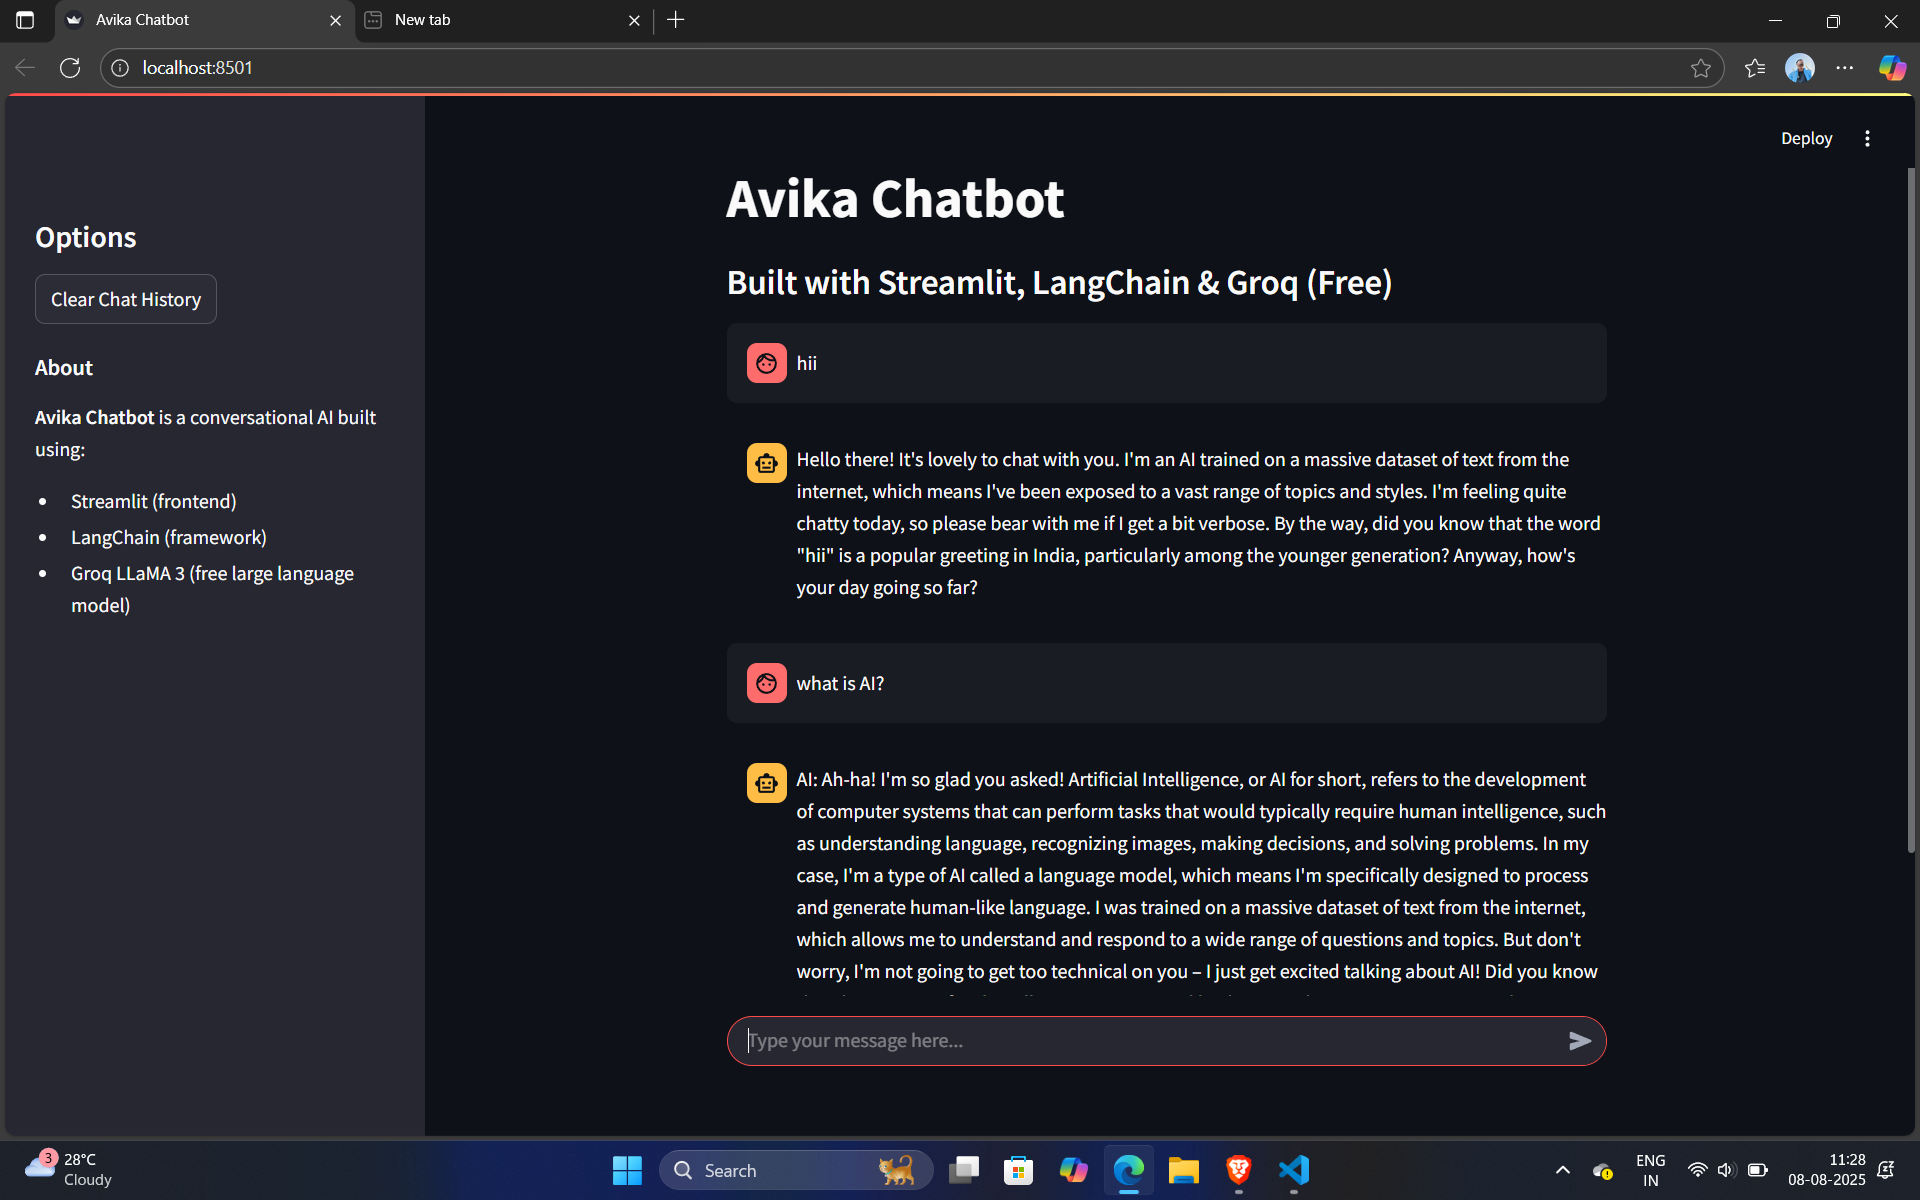 Avika Chatbot
New tab
localhost:8501
Deploy
Options
Clear Chat History
About
Avika Chatbot is a conversational AI built
using:
Streamlit (frontend)
LangChain (framework)
Groq LLaMA 3 (free large language
model)
Avika Chatbot
Built with Streamlit, LangChain & Groq (Free)
hii
Hello there! It's lovely to chat with you. I'm an AI trained on a massive dataset of text from the
internet, which means I've been exposed to a vast range of topics and styles. I'm feeling quite
chatty today, so please bear with me if I get a bit verbose. By the way, did you know that the word
"hii" is a popular greeting in India, particularly among the younger generation? Anyway, how's
your day going so far?
what is AI?
AI: Ah-ha! I'm so glad you asked! Artificial Intelligence, or AI for short, refers to the development
of computer systems that can perform tasks that would typically require human intelligence, such
as understanding language, recognizing images, making decisions, and solving problems. In my
case, I'm a type of AI called a language model, which means I'm specifically designed to process
and generate human-like language. I was trained on a massive dataset of text from the internet,
which allows me to understand and respond to a wide range of questions and topics. But don't
worry, I'm not going to get too technical on you – I just get excited talking about AI! Did you know
Type your message here...
3
28°C
Cloudy
Search
ENG
IN
11:28
08-08-2025